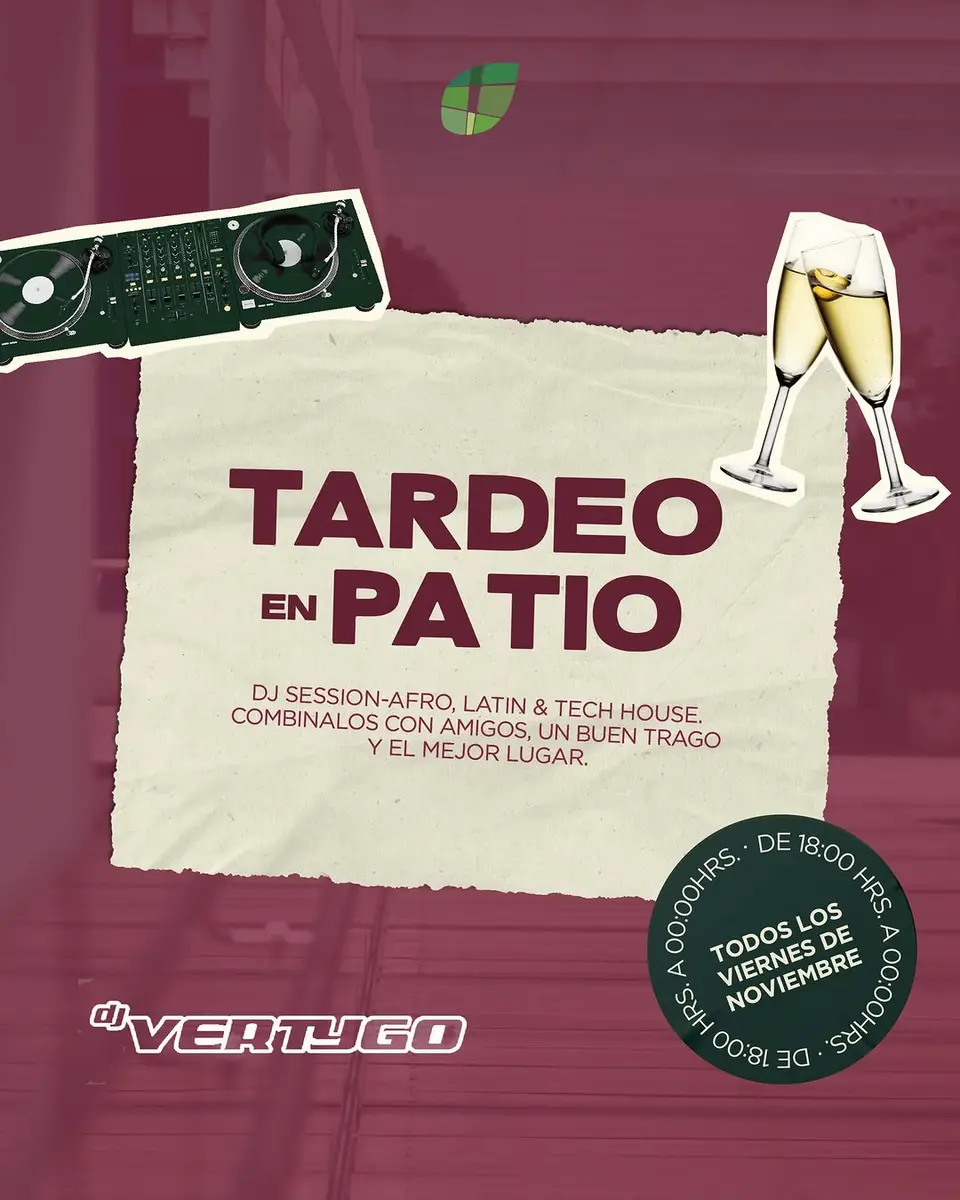 TARDEO
EN PATIO
DJ SESSION-AFRO, LATIN & TECH HOUSE.
COMBINALOS CON AMIGOS, UN BUEN TRAGO
Y EL MEJOR LUGAR.
DE 18:00 HRS. A 00:00HRS. · DE 18:00 HRS. A 00:00HRS. ·
TODOS LOS
VIERNES DE
NOVIEMBRE
dj VERTYGO